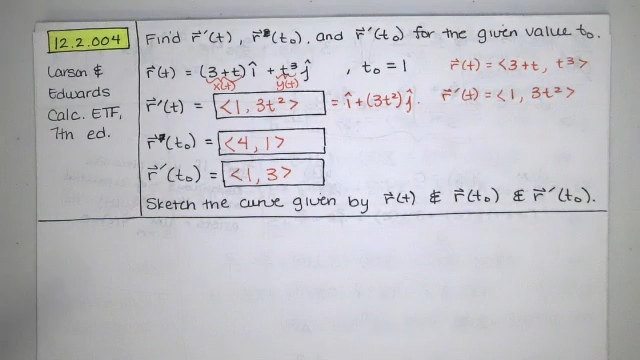 12.2.004
Larson &
Edwards
Calc. ETF,
7th ed.
Find r⃗′(t), r⃗(t₀), and r⃗′(t₀) for the given value t₀.
r⃗(t) = (3+t)î + t³ĵ , t₀ = 1 r⃗(t) = <3+t, t³>
x(t) y(t)
r⃗′(t) = <1, 3t²> = î+(3t²)ĵ. r⃗′(t) = <1, 3t²>
r⃗(t₀) = <4, 1>
r⃗′(t₀) = <1, 3>
Sketch the curve given by r⃗(t) & r⃗(t₀) & r⃗′(t₀).